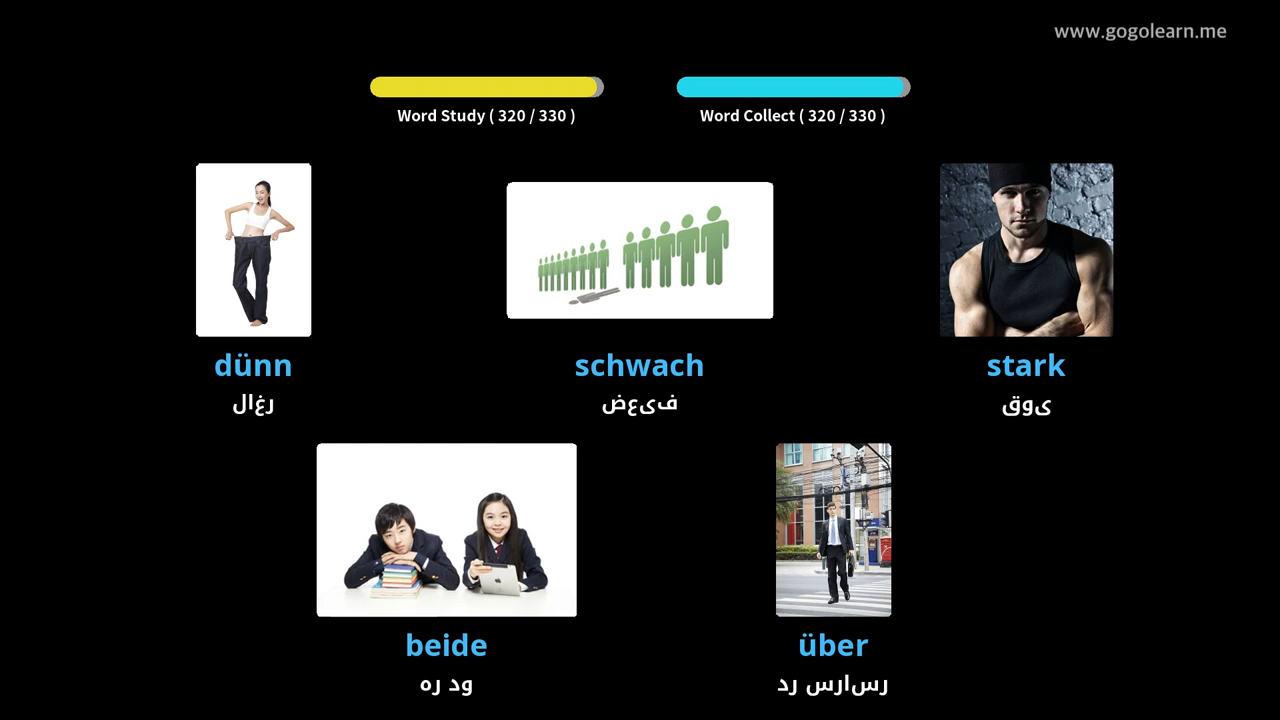 www.gogolearn.me
Word Study ( 320 / 330 )
Word Collect ( 320 / 330 )
dünn
رغال
schwach
فیعض
stark
یوق
beide
ود ره
über
رسارس رد